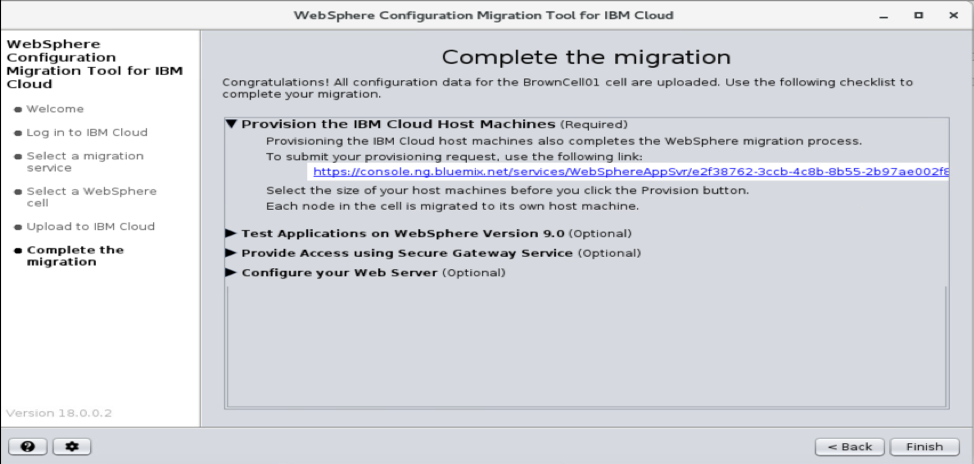 WebSphere Configuration Migration Tool for IBM Cloud
WebSphere
Configuration
Migration Tool for IBM
Cloud
Welcome
Log in to IBM Cloud
Select a migration
service
Select a WebSphere
cell
Upload to IBM Cloud
Complete the
migration
Version 18.0.0.2
Complete the migration
Congratulations! All configuration data for the BrownCell01 cell are uploaded. Use the following checklist to
complete your migration.
Provision the IBM Cloud Host Machines (Required)
Provisioning the IBM Cloud host machines also completes the WebSphere migration process.
To submit your provisioning request, use the following link:
https://console.ng.bluemix.net/services/WebSphereAppSvr/e2f38762-3ccb-4c8b-8b55-2b97ae002f8
Select the size of your host machines before you click the Provision button.
Each node in the cell is migrated to its own host machine.
Test Applications on WebSphere Version 9.0 (Optional)
Provide Access using Secure Gateway Service (Optional)
Configure your Web Server (Optional)
< Back
Finish